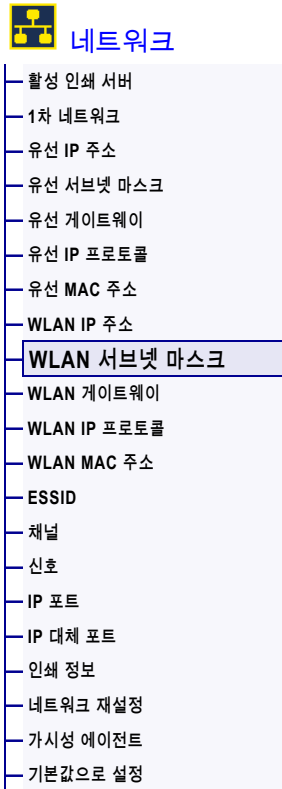 네트워크
활성 인쇄 서버
1차 네트워크
유선 IP 주소
유선 서브넷 마스크
유선 게이트웨이
유선 IP 프로토콜
유선 MAC 주소
WLAN IP 주소
WLAN 서브넷 마스크
WLAN 게이트웨이
WLAN IP 프로토콜
WLAN MAC 주소
ESSID
채널
신호
IP 포트
IP 대체 포트
인쇄 정보
네트워크 재설정
가시성 에이전트
기본값으로 설정